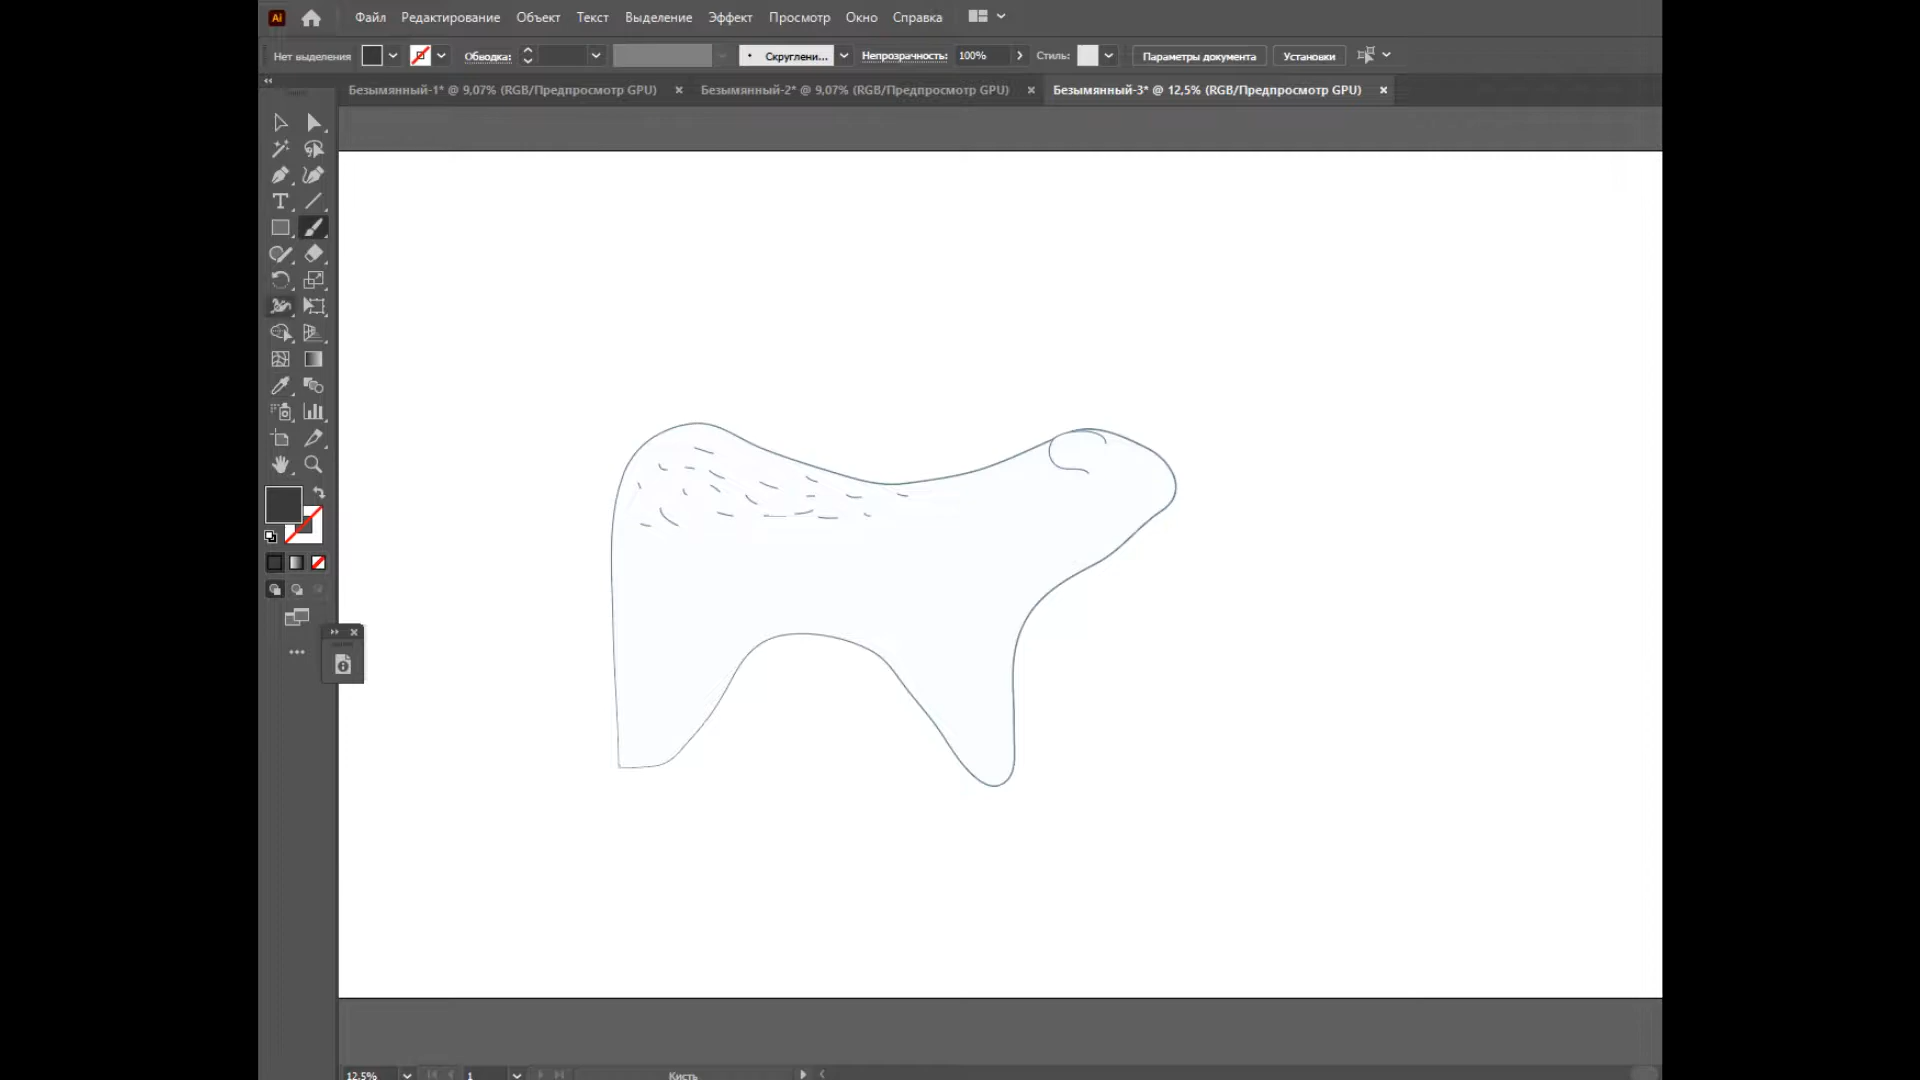 Ai Файл Редактирование Объект Текст Выделение Эффект Просмотр Окно Справка
Нет выделения Обводка: Скруглени... Непрозрачность: 100% Стиль: Параметры документа Установки
Безымянный-1* @ 9,07% (RGB/Предпросмотр GPU) Безымянный-2* @ 9,07% (RGB/Предпросмотр GPU) Безымянный-3* @ 12,5% (RGB/Предпросмотр GPU)
12,5% 1 Кисть